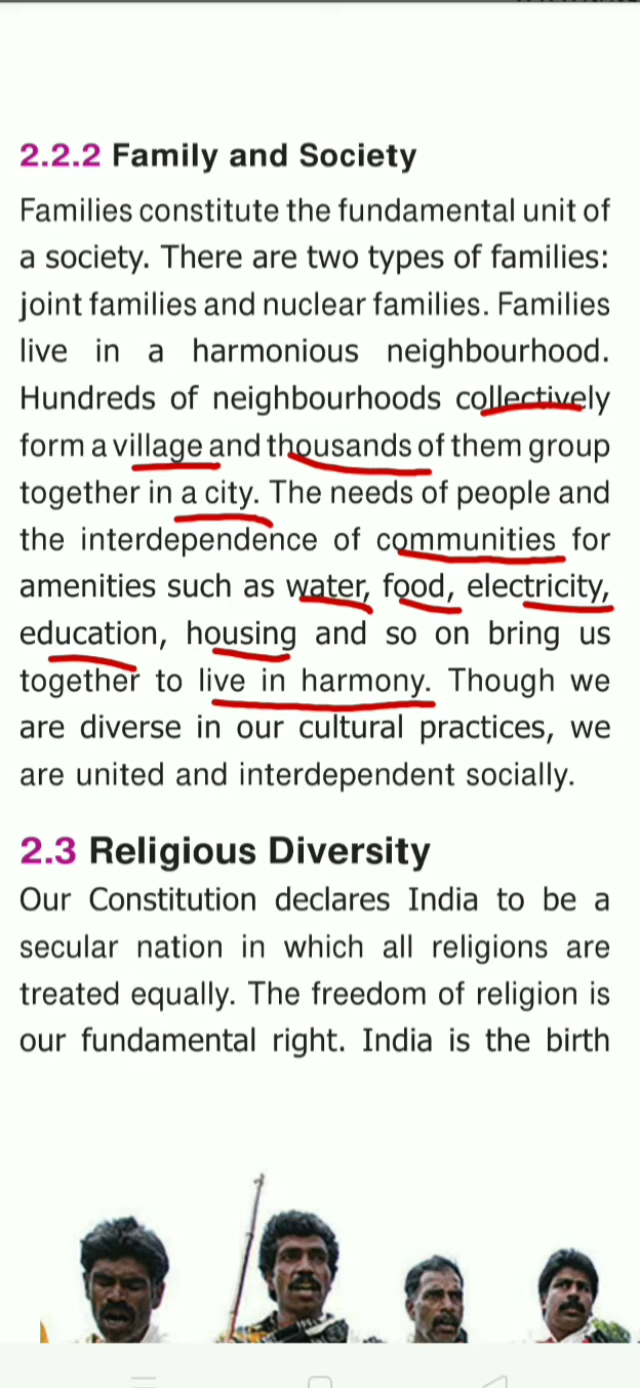 2.2.2 Family and Society
Families constitute the fundamental unit of
a society. There are two types of families:
joint families and nuclear families. Families
live in a harmonious neighbourhood.
Hundreds of neighbourhoods collectively
form a village and thousands of them group
together in a city. The needs of people and
the interdependence of communities for
amenities such as water, food, electricity,
education, housing and so on bring us
together to live in harmony. Though we
are diverse in our cultural practices, we
are united and interdependent socially.
2.3 Religious Diversity
Our Constitution declares India to be a
secular nation in which all religions are
treated equally. The freedom of religion is
our fundamental right. India is the birth